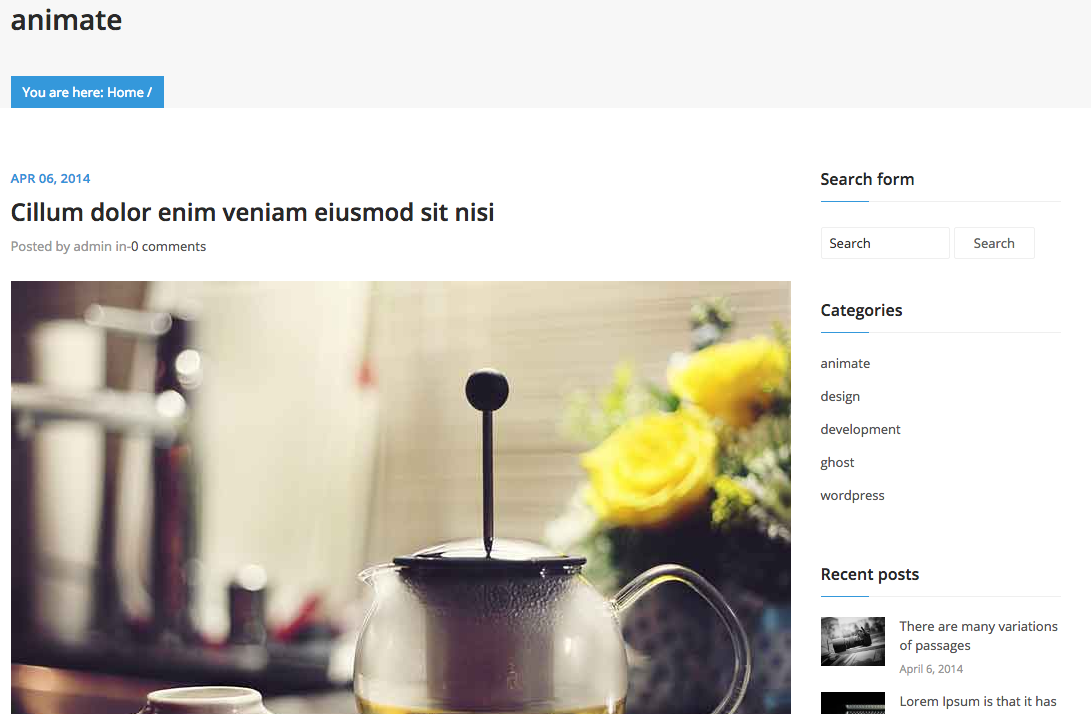 animate
You are here: Home /
APR 06, 2014
Cillum dolor enim veniam eiusmod sit nisi
Posted by admin in-0 comments
Search form
Search
Search
Categories
animate
design
development
ghost
wordpress
Recent posts
There are many variations
of passages
April 6, 2014
Lorem Ipsum is that it has